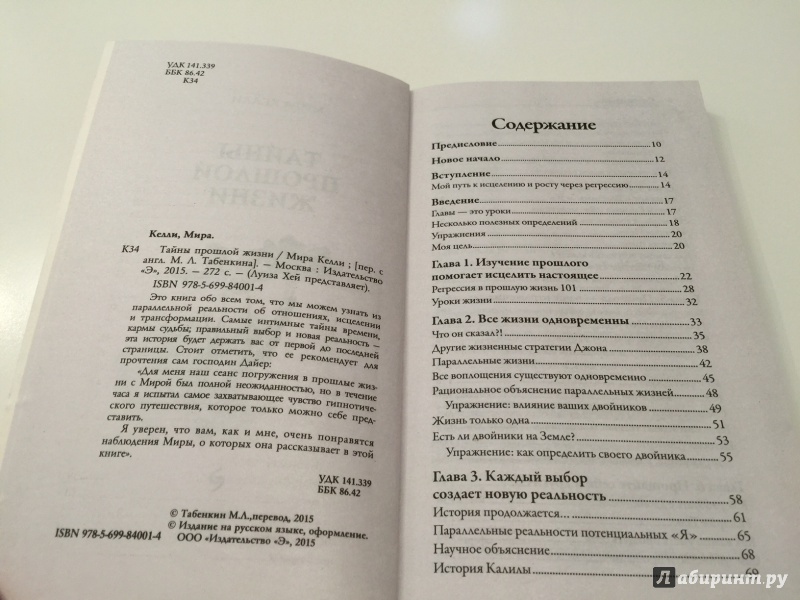 УДК 141.339
ББК 86.42
К34
Келли, Мира.
К34 Тайны прошлой жизни / Мира Келли ; [пер. с
англ. М. Л. Табенкина]. — Москва : Издательство
«Э», 2015. — 272 с. — (Луиза Хей представляет).
ISBN 978-5-699-84001-4
Это книга обо всем том, что мы можем узнать из
параллельной реальности об отношениях, исцелении
и трансформации. Самые интимные тайны времени,
кармы судьбы; правильный выбор и новая реальность —
эта история будет держать вас от первой до последней
страницы. Стоит отметить, что ее рекомендует для
прочтения сам господин Дайер:
«Для меня наш сеанс погружения в прошлые жиз-
ни с Мирой был полной неожиданностью, но в течение
часа я испытал самое захватывающее чувство гипнотиче-
ского путешествия, которое только можно себе пред-
ставить.
Я уверен, что вам, как и мне, очень понравятся
наблюдения Миры, о которых она рассказывает в этой
книге».
УДК 141.339
ББК 86.42
© Табенкин М.Л.,перевод, 2015
© Издание на русском языке, оформление.
ISBN 978-5-699-84001-4 ООО «Издательство «Э», 2015
Содержание
Предисловие 10
Новое начало 12
Вступление 14
Мой путь к исцелению и росту через регрессию 14
Введение 17
Главы — это уроки 17
Несколько полезных определений 18
Упражнения 20
Моя цель 20
Глава 1. Изучение прошлого
помогает исцелить настоящее 22
Регрессия в прошлую жизнь 101 28
Уроки жизни 32
Глава 2. Все жизни одновременны 33
Что он сказал?! 35
Другие жизненные стратегии Джона 38
Параллельные жизни 42
Все воплощения существуют одновременно 45
Рациональное объяснение параллельных жизней 48
Упражнение: влияние ваших двойников 49
Жизнь только одна 51
Есть ли двойники на Земле? 53
Упражнение: как определить своего двойника 55
Глава 3. Каждый выбор
создает новую реальность 58
История продолжается... 61
Параллельные реальности потенциальных «Я» 65
Научное объяснение 68
История Калилы 69
Лабиринт.ру